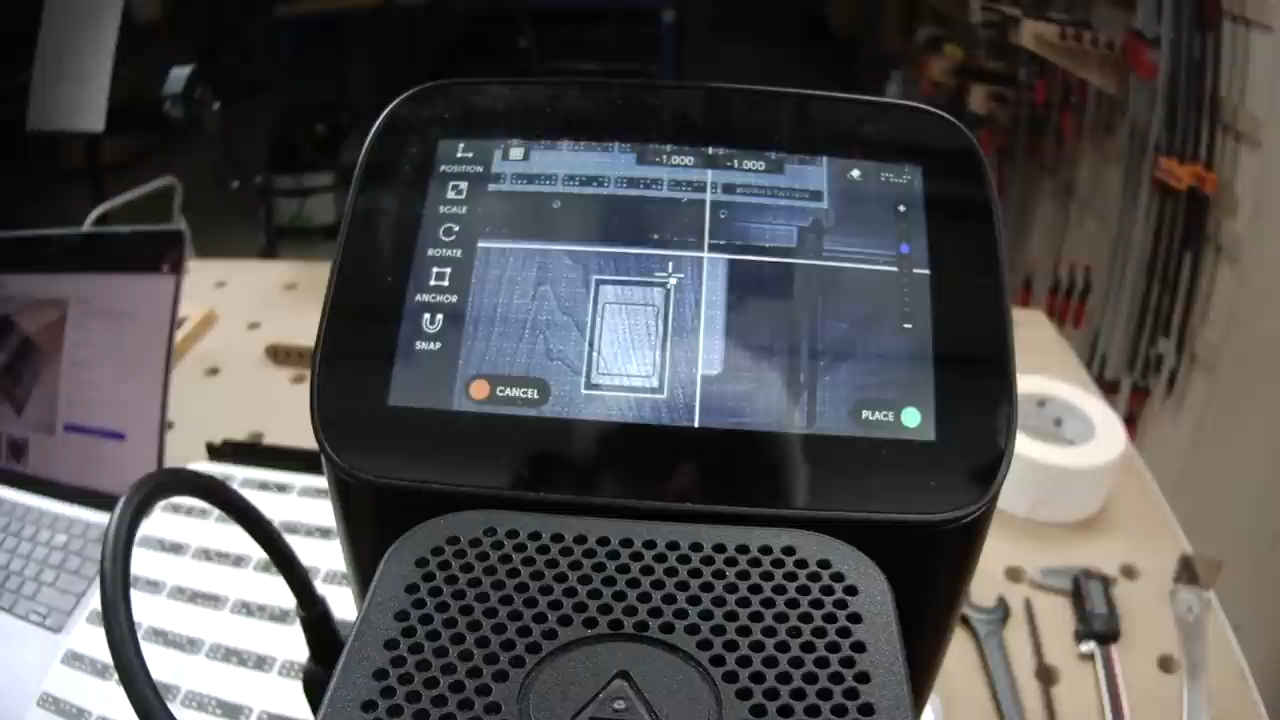 POSITION
-1.000 -1.000
SCALE
ROTATE
ANCHOR
SNAP
CANCEL
PLACE